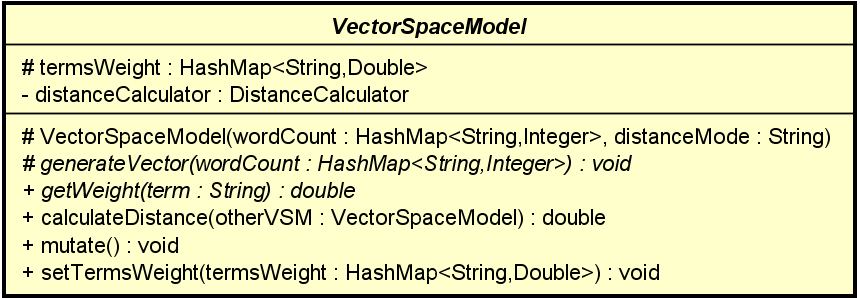 VectorSpaceModel
# termsWeight : HashMap<String,Double>
- distanceCalculator : DistanceCalculator
# VectorSpaceModel(wordCount : HashMap<String,Integer>, distanceMode : String)
# generateVector(wordCount : HashMap<String,Integer>) : void
+ getWeight(term : String) : double
+ calculateDistance(otherVSM : VectorSpaceModel) : double
+ mutate() : void
+ setTermsWeight(termsWeight : HashMap<String,Double>) : void